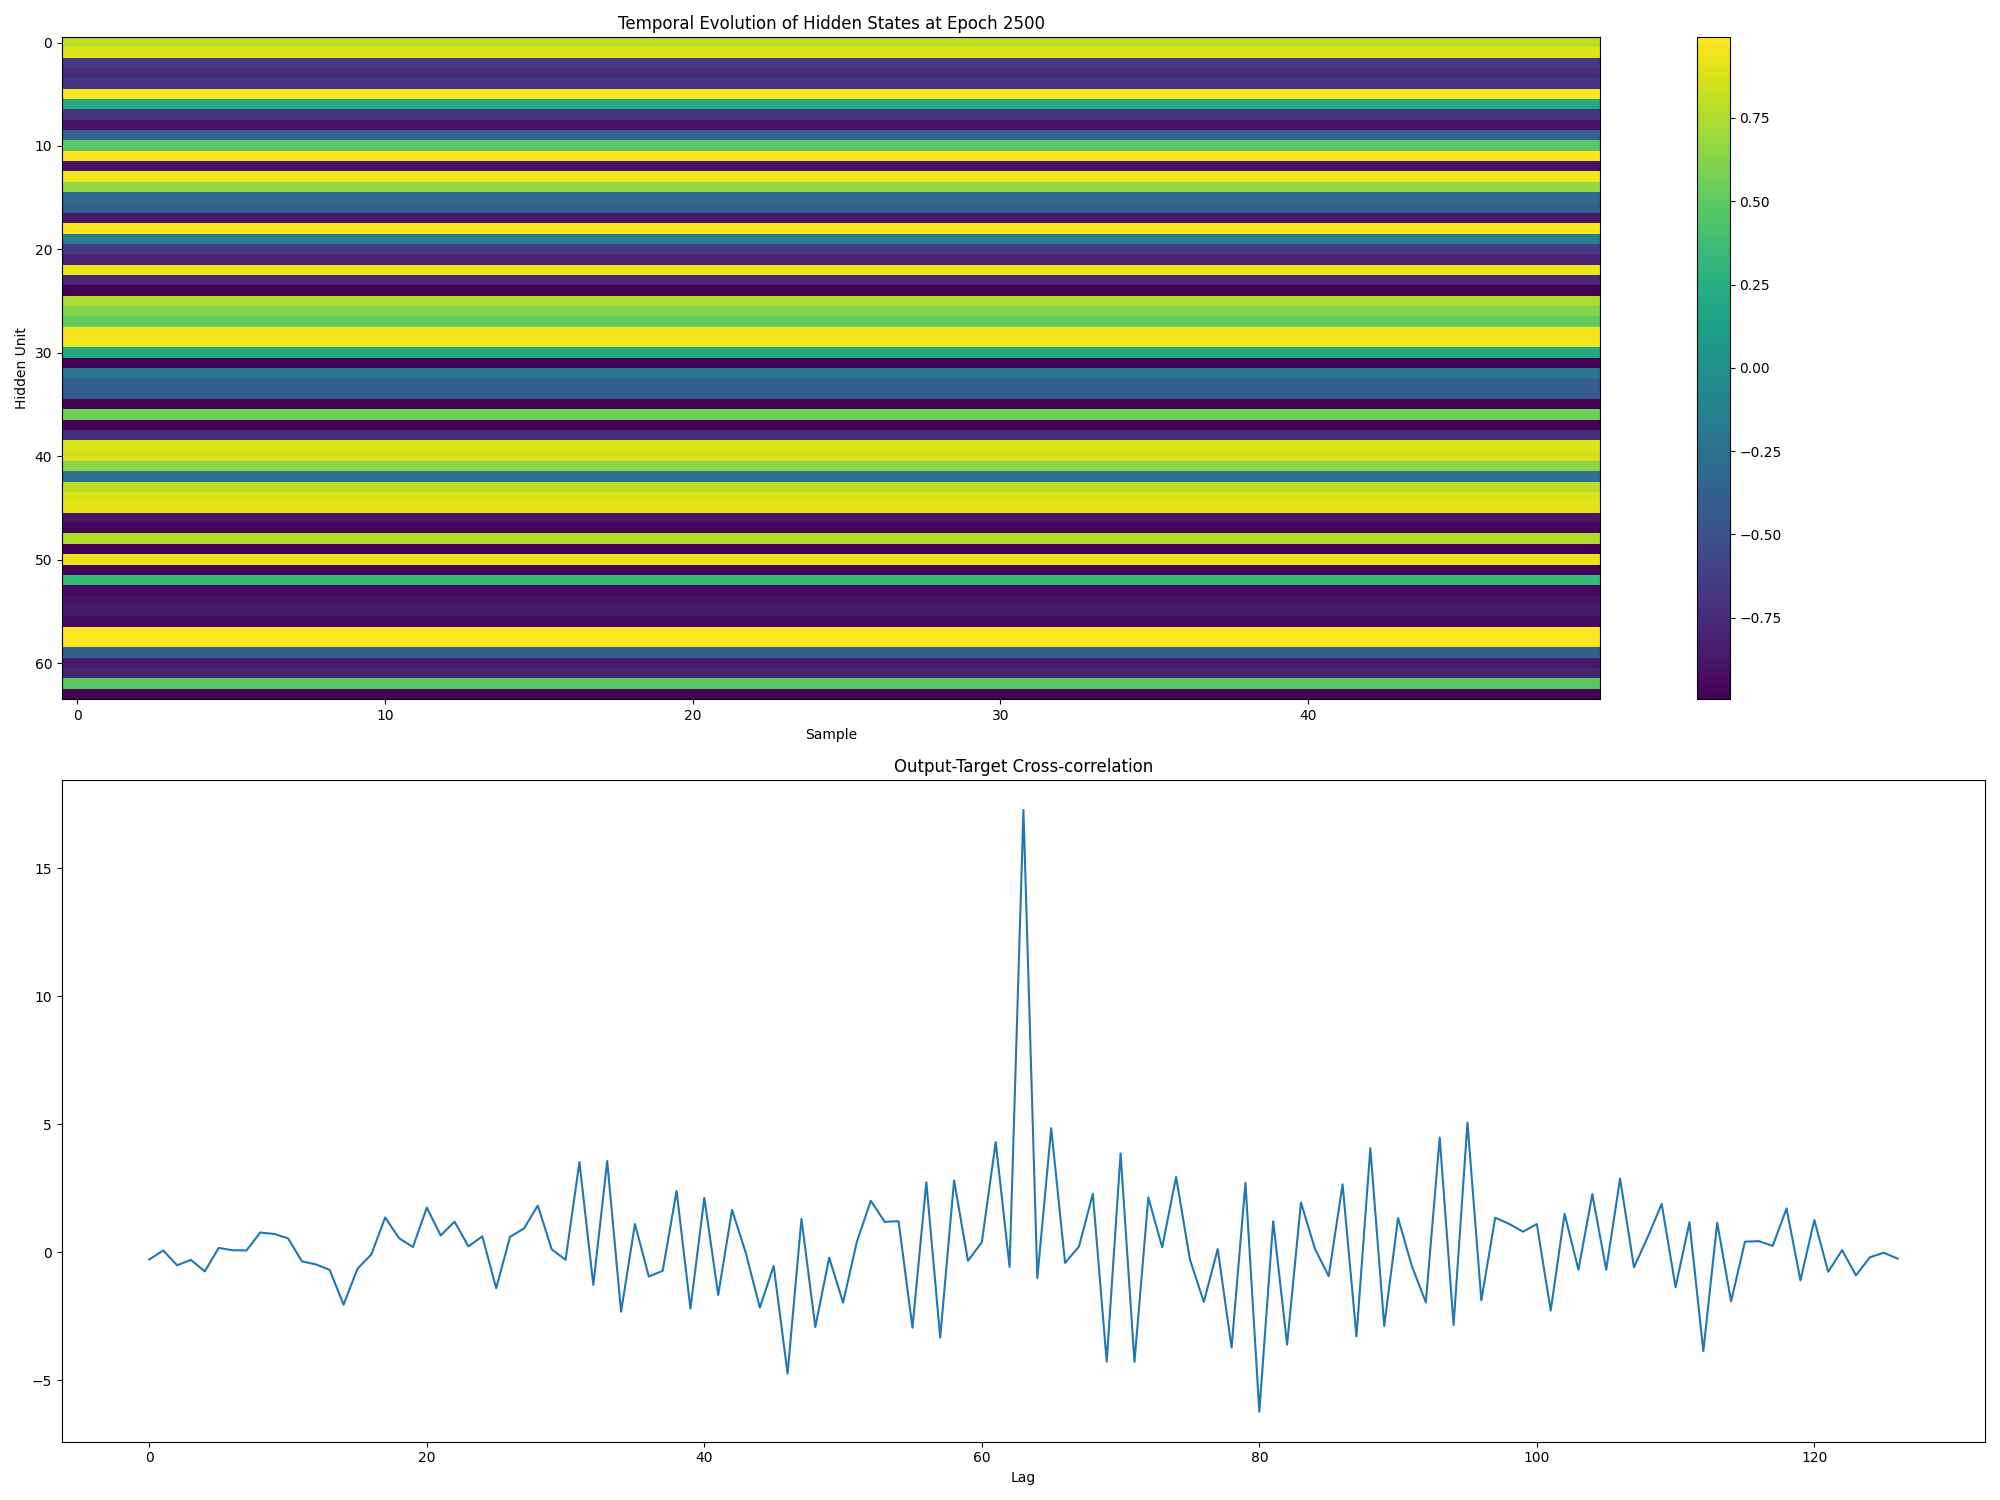 Temporal Evolution of Hidden States at Epoch 2500
0
10
20
30
40
50
60
Hidden Unit
0 10 20 30 40
Sample
0.75
0.50
0.25
0.00
−0.25
−0.50
−0.75
Output-Target Cross-correlation
15
10
5
0
−5
0 20 40 60 80 100 120
Lag